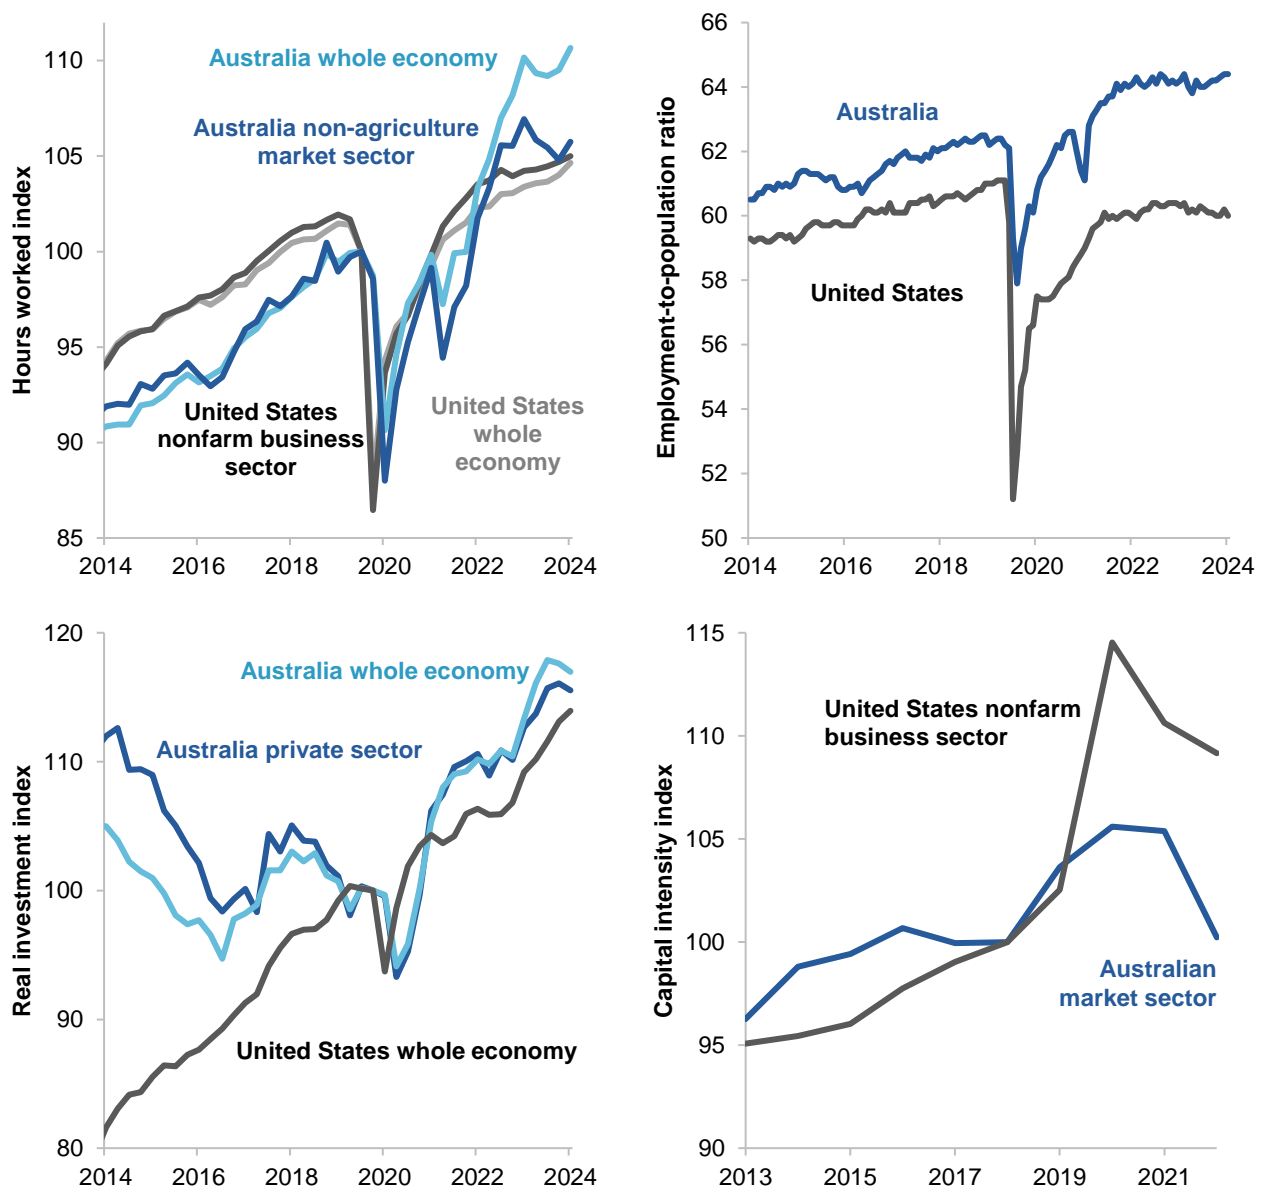 Hours worked index
110
105
100
95
90
85
Australia whole economy
Australia non-agriculture
market sector
United States
nonfarm business
sector
United States
whole
economy
2014 2016 2018 2020 2022 2024
Employment-to-population ratio
66
64
62
60
58
56
54
52
50
Australia
United States
2014 2016 2018 2020 2022 2024
Real investment index
120
110
100
90
80
Australia whole economy
Australia private sector
United States whole economy
2014 2016 2018 2020 2022 2024
Capital intensity index
115
110
105
100
95
90
United States nonfarm
business sector
Australian
market sector
2013 2015 2017 2019 2021